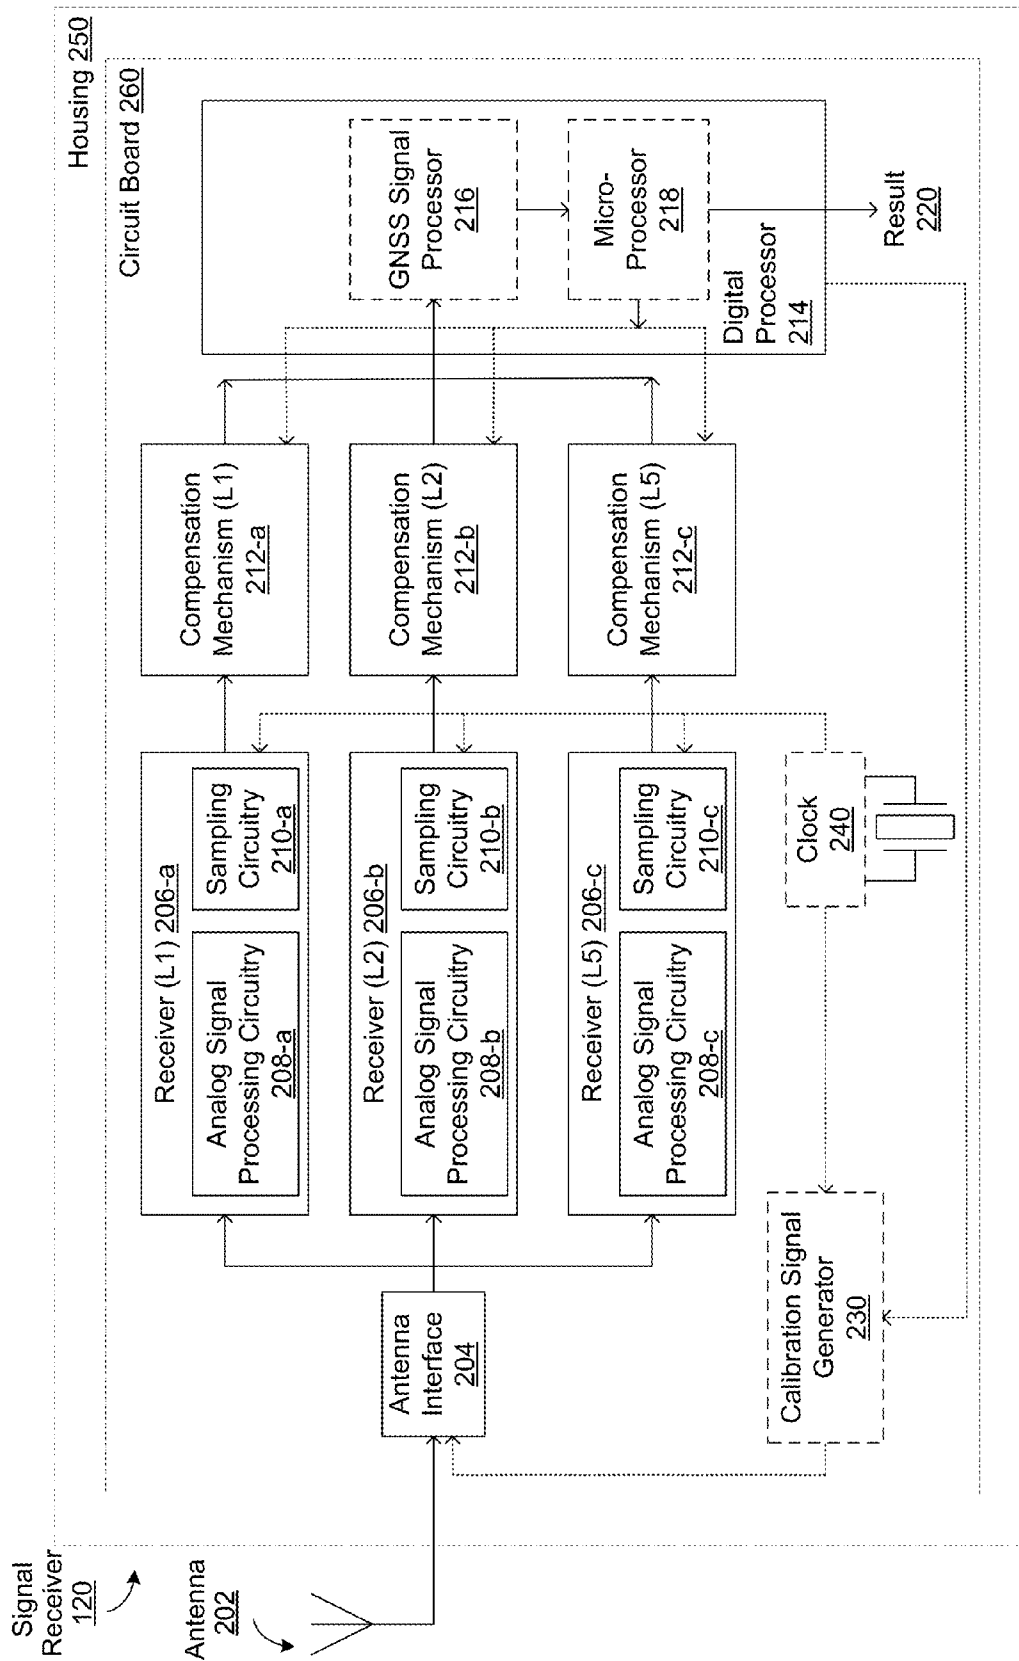 Signal
Receiver
120
Antenna
202
Housing 250
Circuit Board 260
Antenna
Interface
204
Receiver (L1) 206-a
Analog Signal
Processing Circuitry
208-a
Sampling
Circuitry
210-a
Compensation
Mechanism (L1)
212-a
Receiver (L2) 206-b
Analog Signal
Processing Circuitry
208-b
Sampling
Circuitry
210-b
Compensation
Mechanism (L2)
212-b
Receiver (L5) 206-c
Analog Signal
Processing Circuitry
208-c
Sampling
Circuitry
210-c
Compensation
Mechanism (L5)
212-c
GNSS Signal
Processor
216
Micro-
Processor
218
Digital
Processor
214
Result
220
Calibration Signal
Generator
230
Clock
240